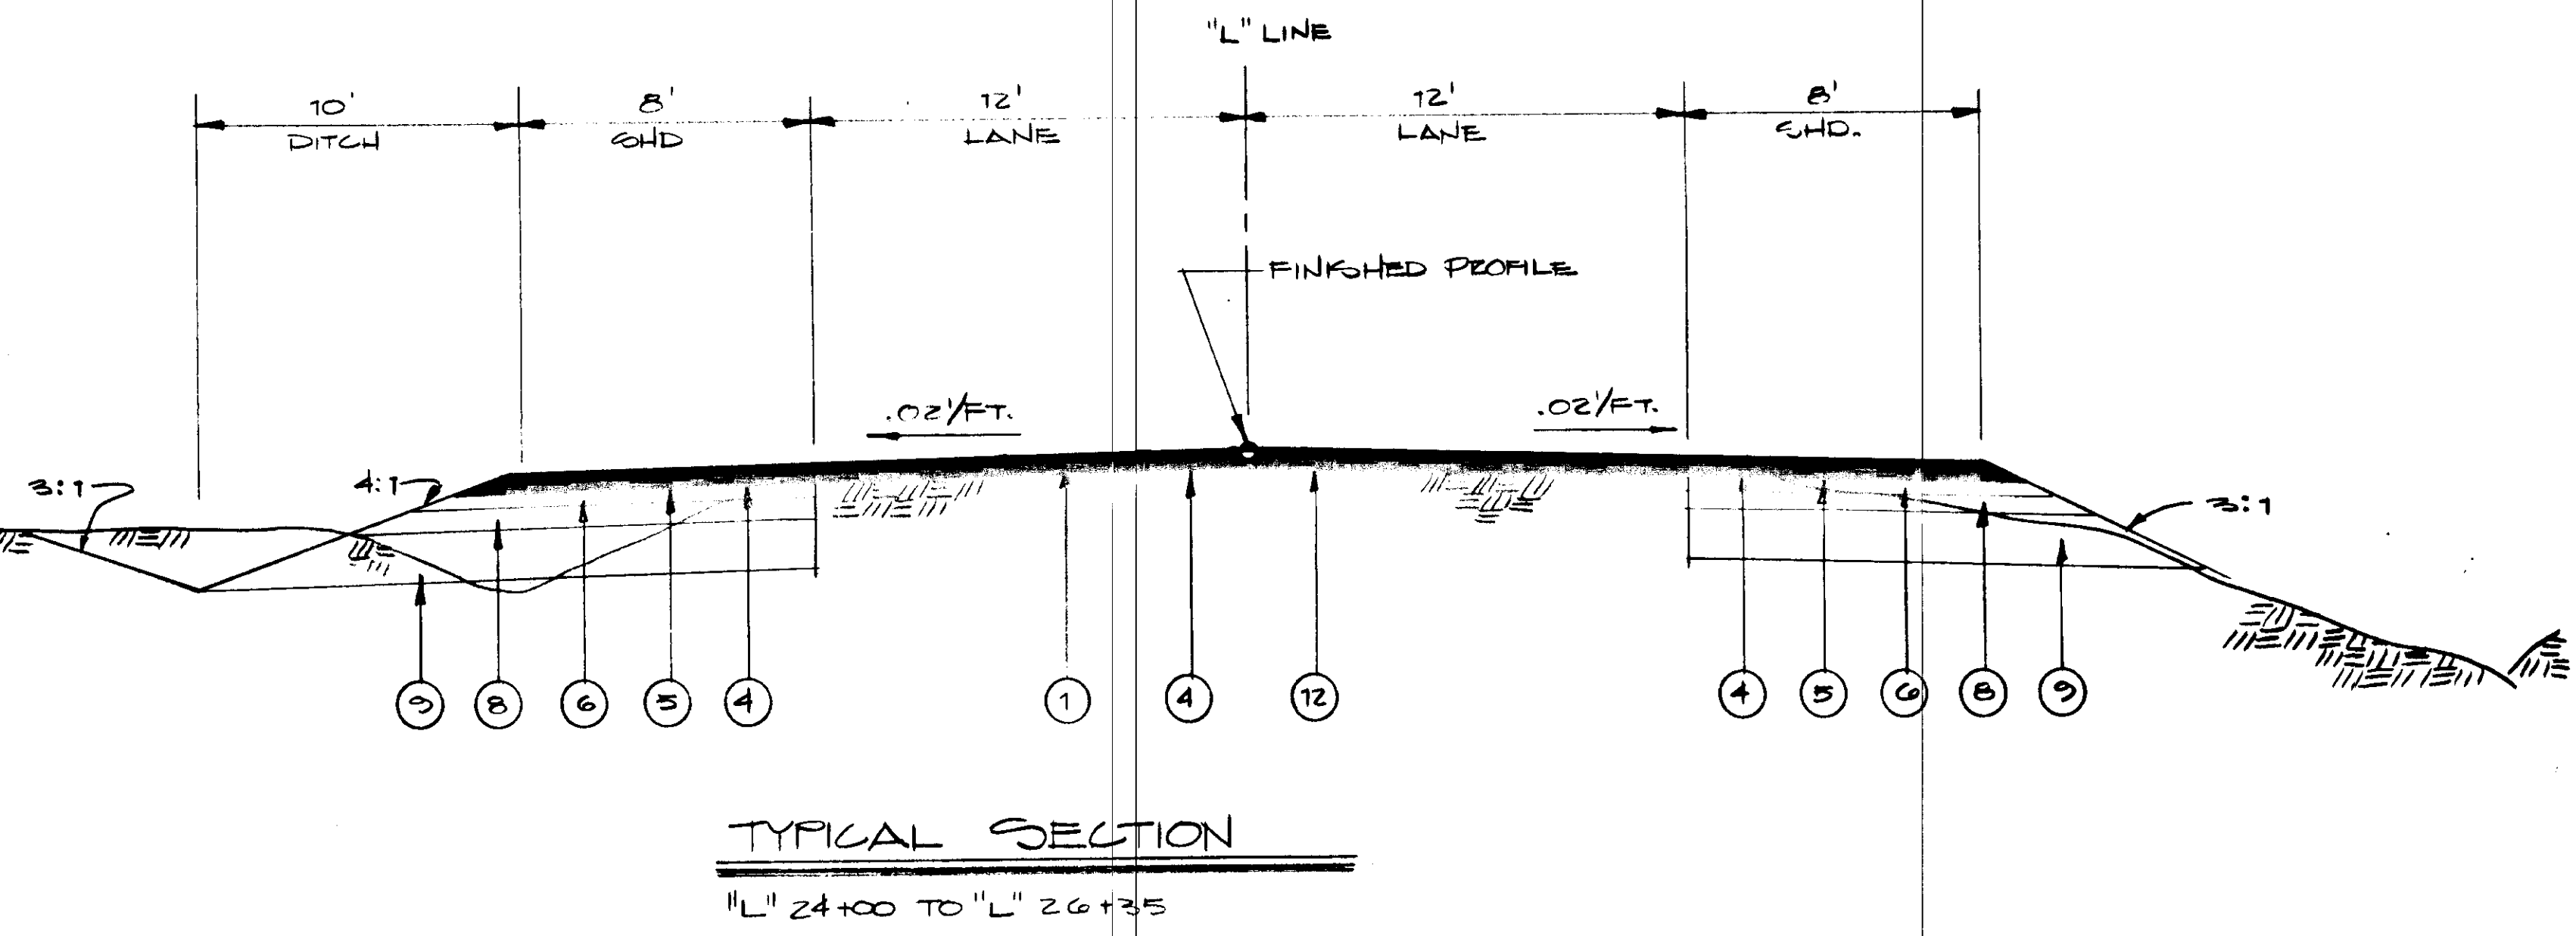 "L" LINE
10'
DITCH
8'
SHD
12'
LANE
12'
LANE
8'
SHD.
FINISHED PROFILE
.02'/FT.
.02'/FT.
3:1
4:1
3:1
9 8 6 5 4 1 4 12 4 5 6 8 9
TYPICAL SECTION
"L" 24+00 TO "L" 26+35